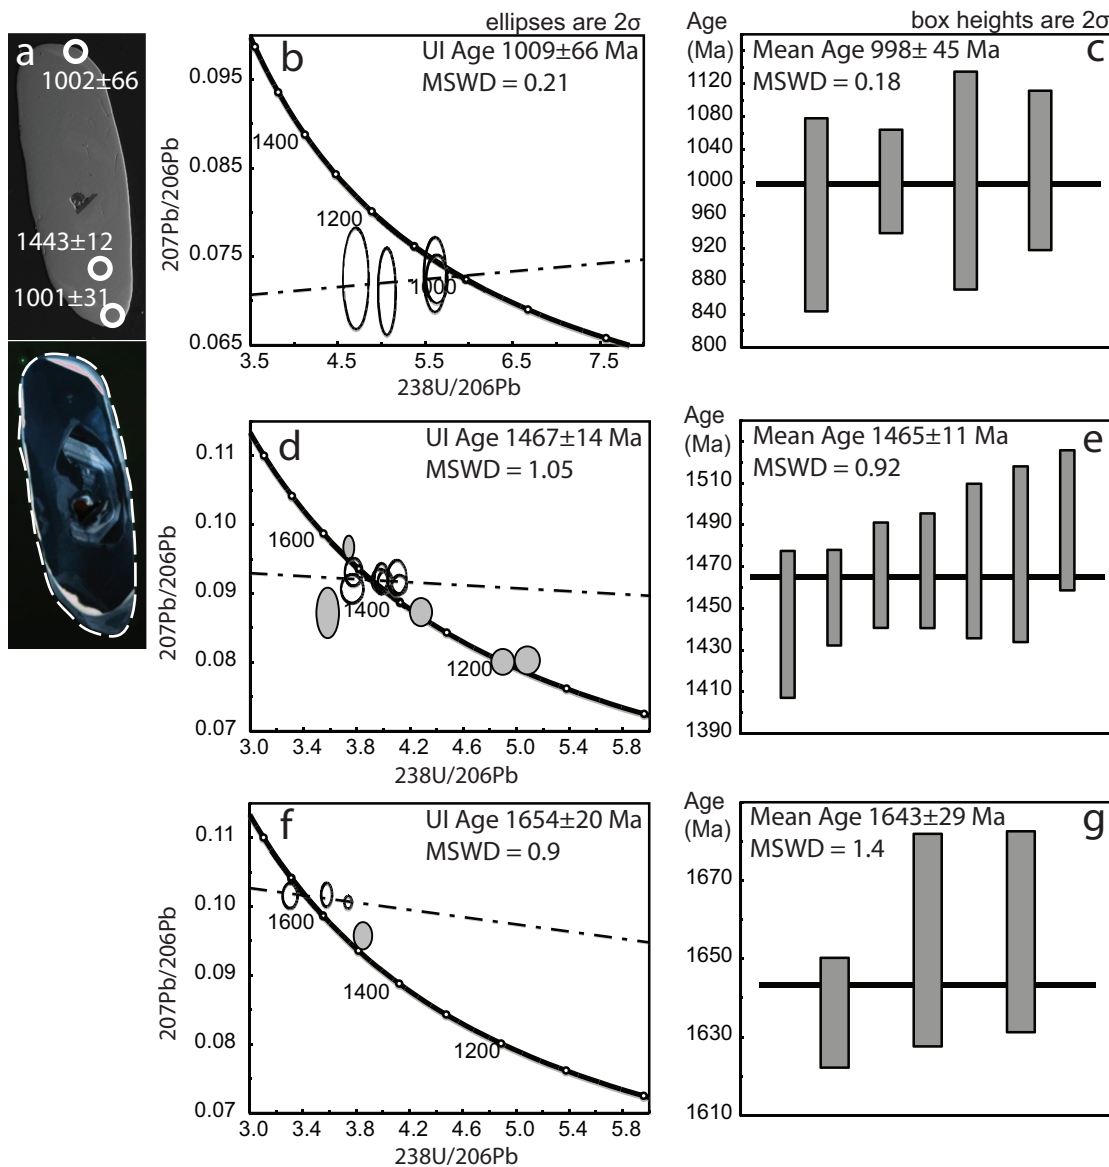 ellipses are 2σ
box heights are 2σ
a
1002±66
1443±12
1001±31
b
UI Age 1009±66 Ma
MSWD = 0.21
207Pb/206Pb
0.095
0.085
0.075
0.065
1400
1200
1000
3.5 4.5 5.5 6.5 7.5
238U/206Pb
Age
(Ma)
Mean Age 998± 45 Ma
MSWD = 0.18
c
1120
1080
1040
1000
960
920
880
840
800
d
UI Age 1467±14 Ma
MSWD = 1.05
207Pb/206Pb
0.11
0.10
0.09
0.08
0.07
1600
1400
1200
3.0 3.4 3.8 4.2 4.6 5.0 5.4 5.8
238U/206Pb
Age
(Ma)
Mean Age 1465±11 Ma
MSWD = 0.92
e
1510
1490
1470
1450
1430
1410
1390
f
UI Age 1654±20 Ma
MSWD = 0.9
207Pb/206Pb
0.11
0.10
0.09
0.08
0.07
1600
1400
1200
3.0 3.4 3.8 4.2 4.6 5.0 5.4 5.8
238U/206Pb
Age
(Ma)
Mean Age 1643±29 Ma
MSWD = 1.4
g
1670
1650
1630
1610